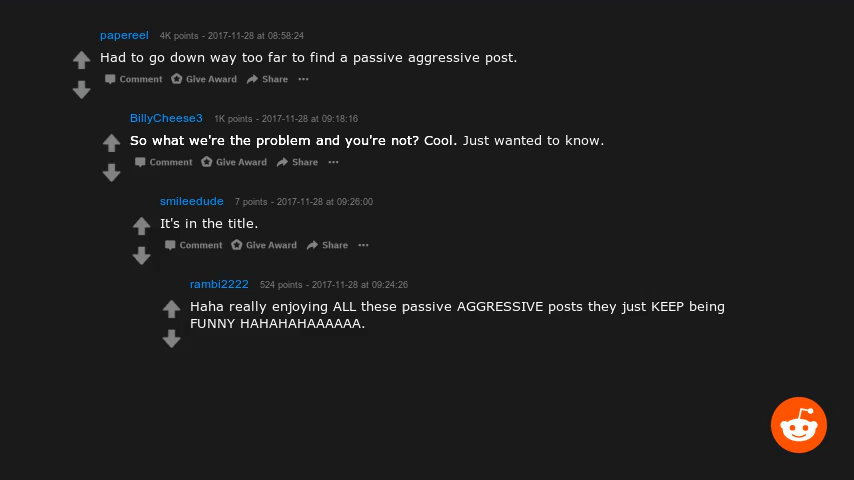 papereel 4K points - 2017-11-28 at 08:58:24
Had to go down way too far to find a passive aggressive post.
Comment Give Award Share ···
BillyCheese3 1K points - 2017-11-28 at 09:18:16
So what we're the problem and you're not? Cool. Just wanted to know.
Comment Give Award Share ···
smileedude 7 points - 2017-11-28 at 09:26:00
It's in the title.
Comment Give Award Share ···
rambi2222 524 points - 2017-11-28 at 09:24:26
Haha really enjoying ALL these passive AGGRESSIVE posts they just KEEP being
FUNNY HAHAHAHAAAAAA.